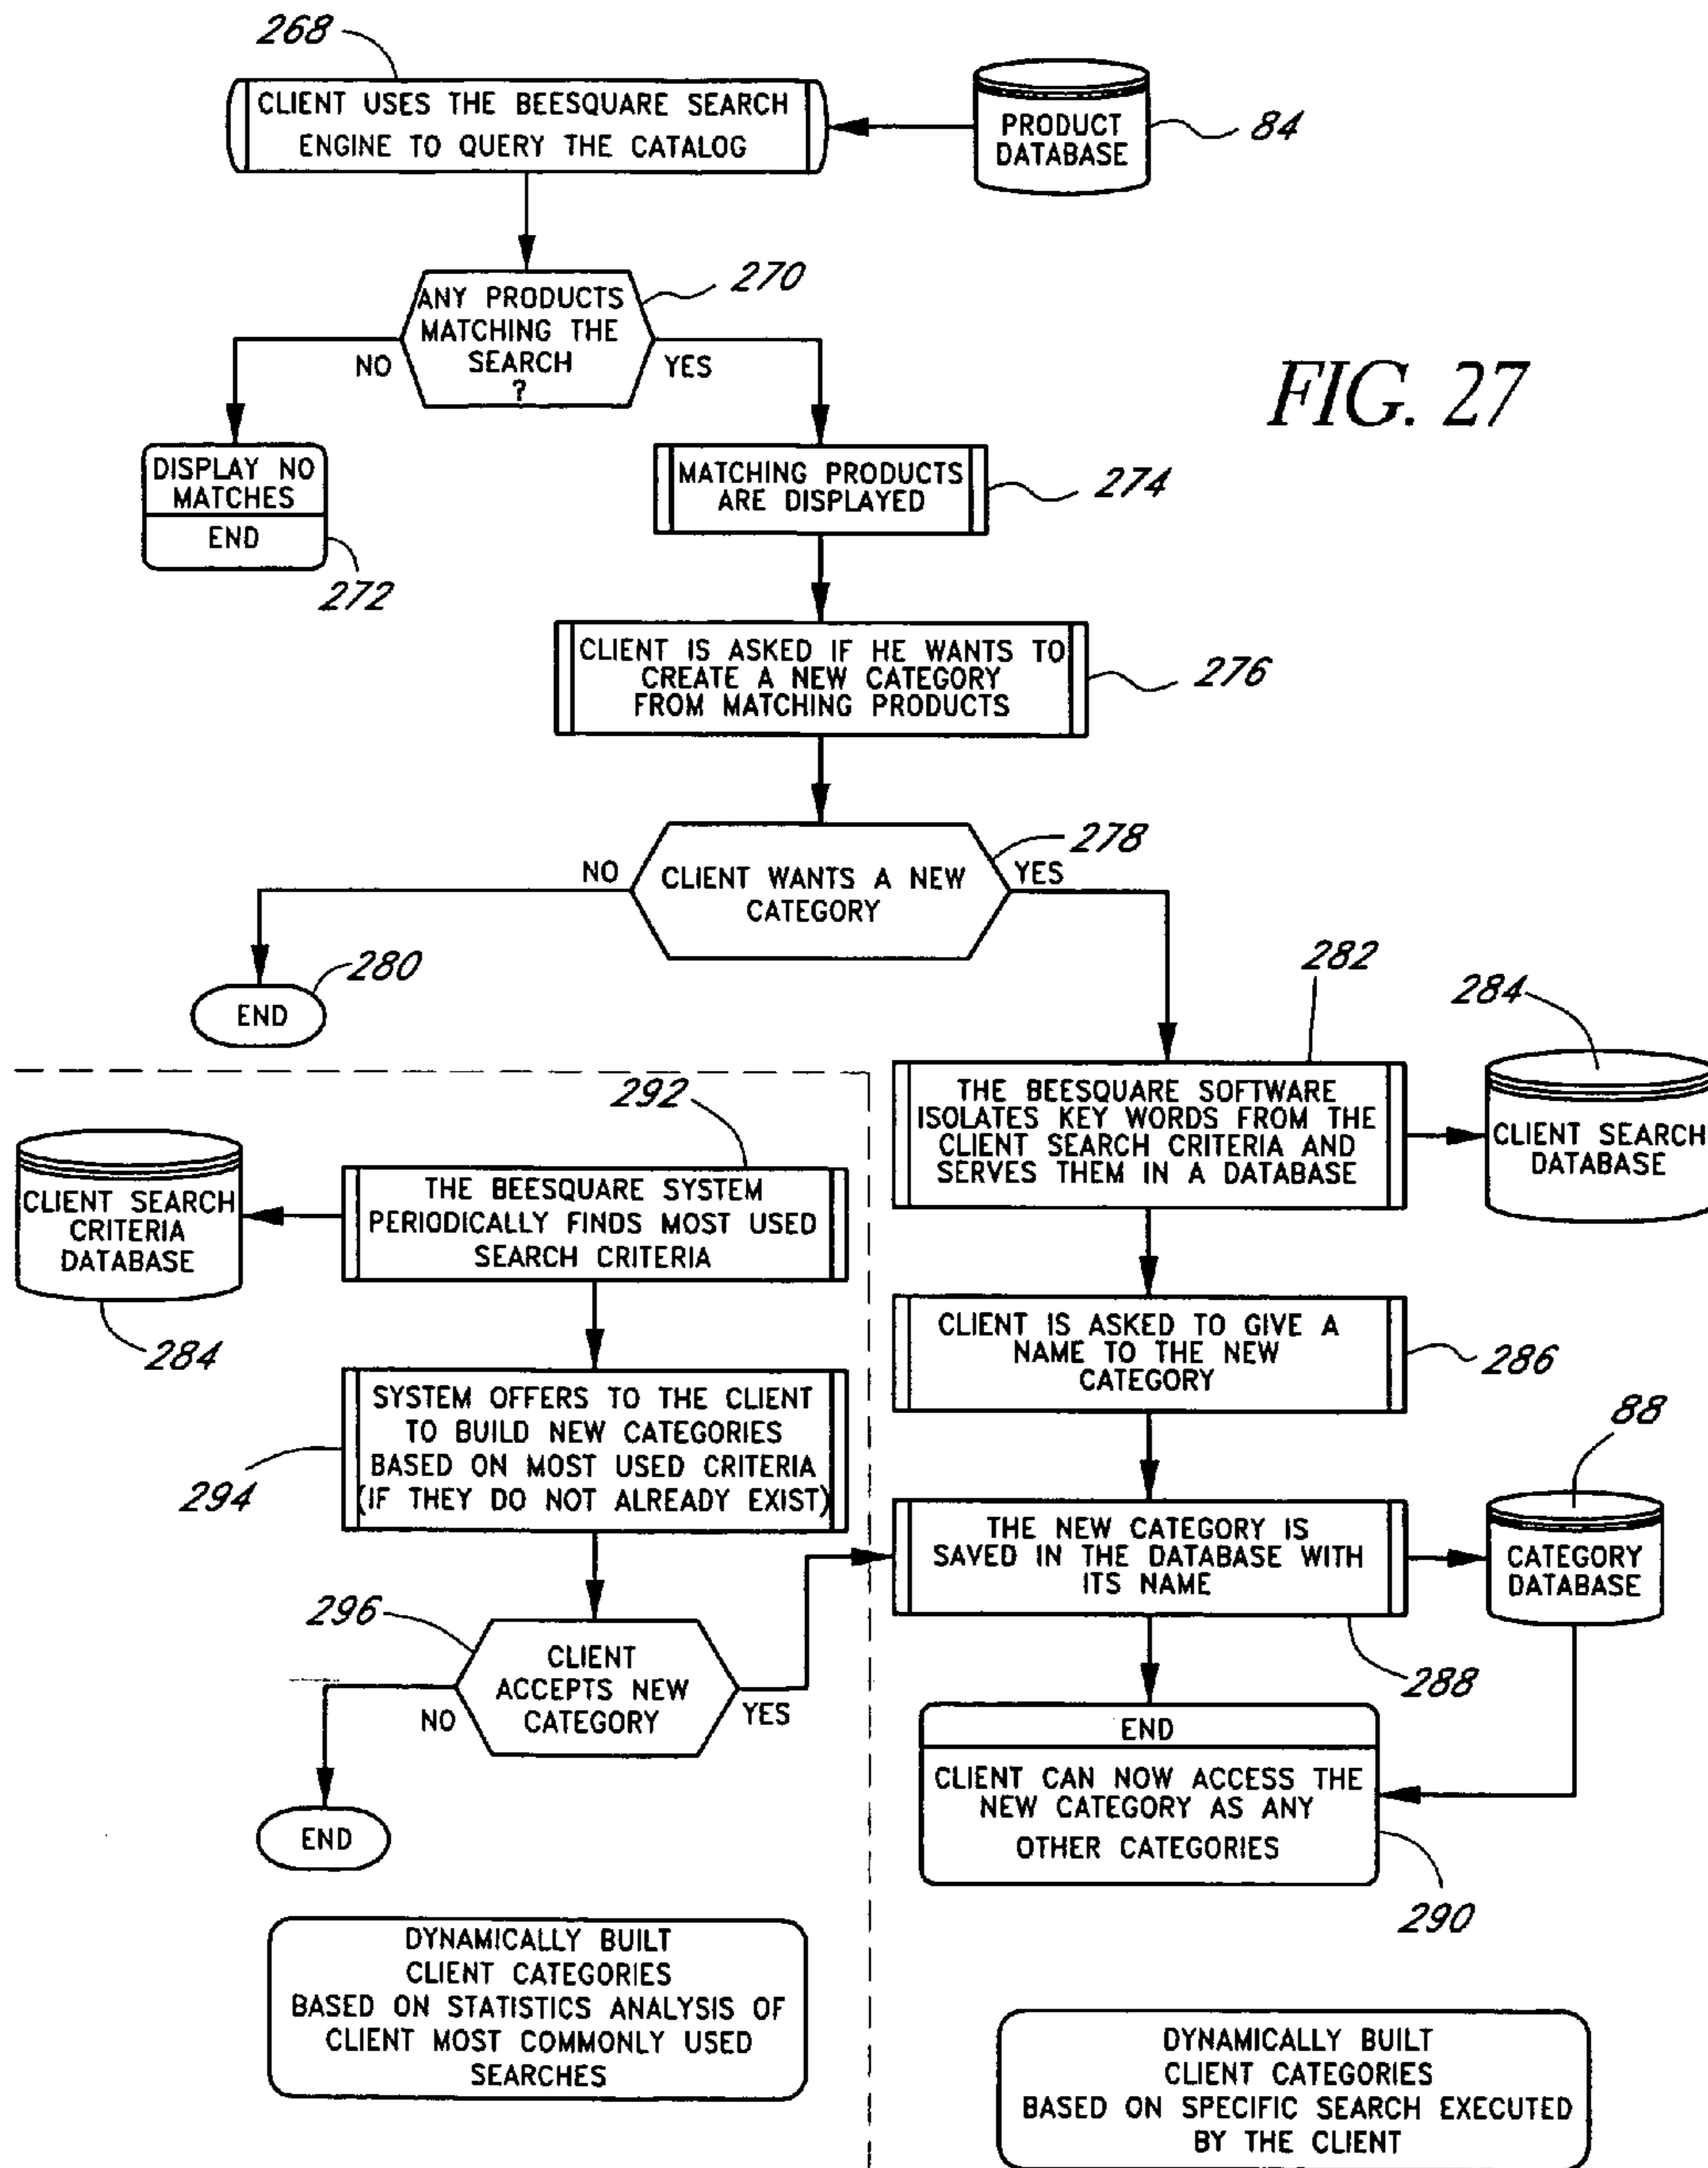 268
CLIENT USES THE BEESQUARE SEARCH
ENGINE TO QUERY THE CATALOG
PRODUCT
DATABASE
84
ANY PRODUCTS
MATCHING THE
SEARCH
?
270
NO
YES
FIG. 27
DISPLAY NO
MATCHES
END
272
MATCHING PRODUCTS
ARE DISPLAYED
274
CLIENT IS ASKED IF HE WANTS TO
CREATE A NEW CATEGORY
FROM MATCHING PRODUCTS
276
278
NO
CLIENT WANTS A NEW
CATEGORY
YES
280
END
282
284
THE BEESQUARE SOFTWARE
ISOLATES KEY WORDS FROM THE
CLIENT SEARCH CRITERIA AND
SERVES THEM IN A DATABASE
CLIENT SEARCH
DATABASE
292
CLIENT SEARCH
CRITERIA
DATABASE
284
THE BEESQUARE SYSTEM
PERIODICALLY FINDS MOST USED
SEARCH CRITERIA
CLIENT IS ASKED TO GIVE A
NAME TO THE NEW
CATEGORY
286
SYSTEM OFFERS TO THE CLIENT
TO BUILD NEW CATEGORIES
BASED ON MOST USED CRITERIA
(IF THEY DO NOT ALREADY EXIST)
294
88
THE NEW CATEGORY IS
SAVED IN THE DATABASE WITH
ITS NAME
CATEGORY
DATABASE
288
296
CLIENT
ACCEPTS NEW
CATEGORY
NO
YES
END
END
CLIENT CAN NOW ACCESS THE
NEW CATEGORY AS ANY
OTHER CATEGORIES
290
DYNAMICALLY BUILT
CLIENT CATEGORIES
BASED ON STATISTICS ANALYSIS OF
CLIENT MOST COMMONLY USED
SEARCHES
DYNAMICALLY BUILT
CLIENT CATEGORIES
BASED ON SPECIFIC SEARCH EXECUTED
BY THE CLIENT